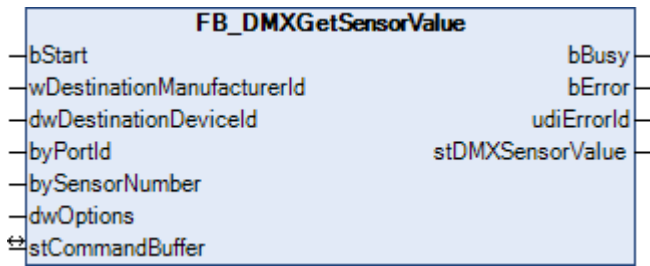 FB_DMXGetSensorValue
bStart bBusy
wDestinationManufacturerId bError
dwDestinationDeviceId udiErrorId
byPortId stDMXSensorValue
bySensorNumber
dwOptions
stCommandBuffer